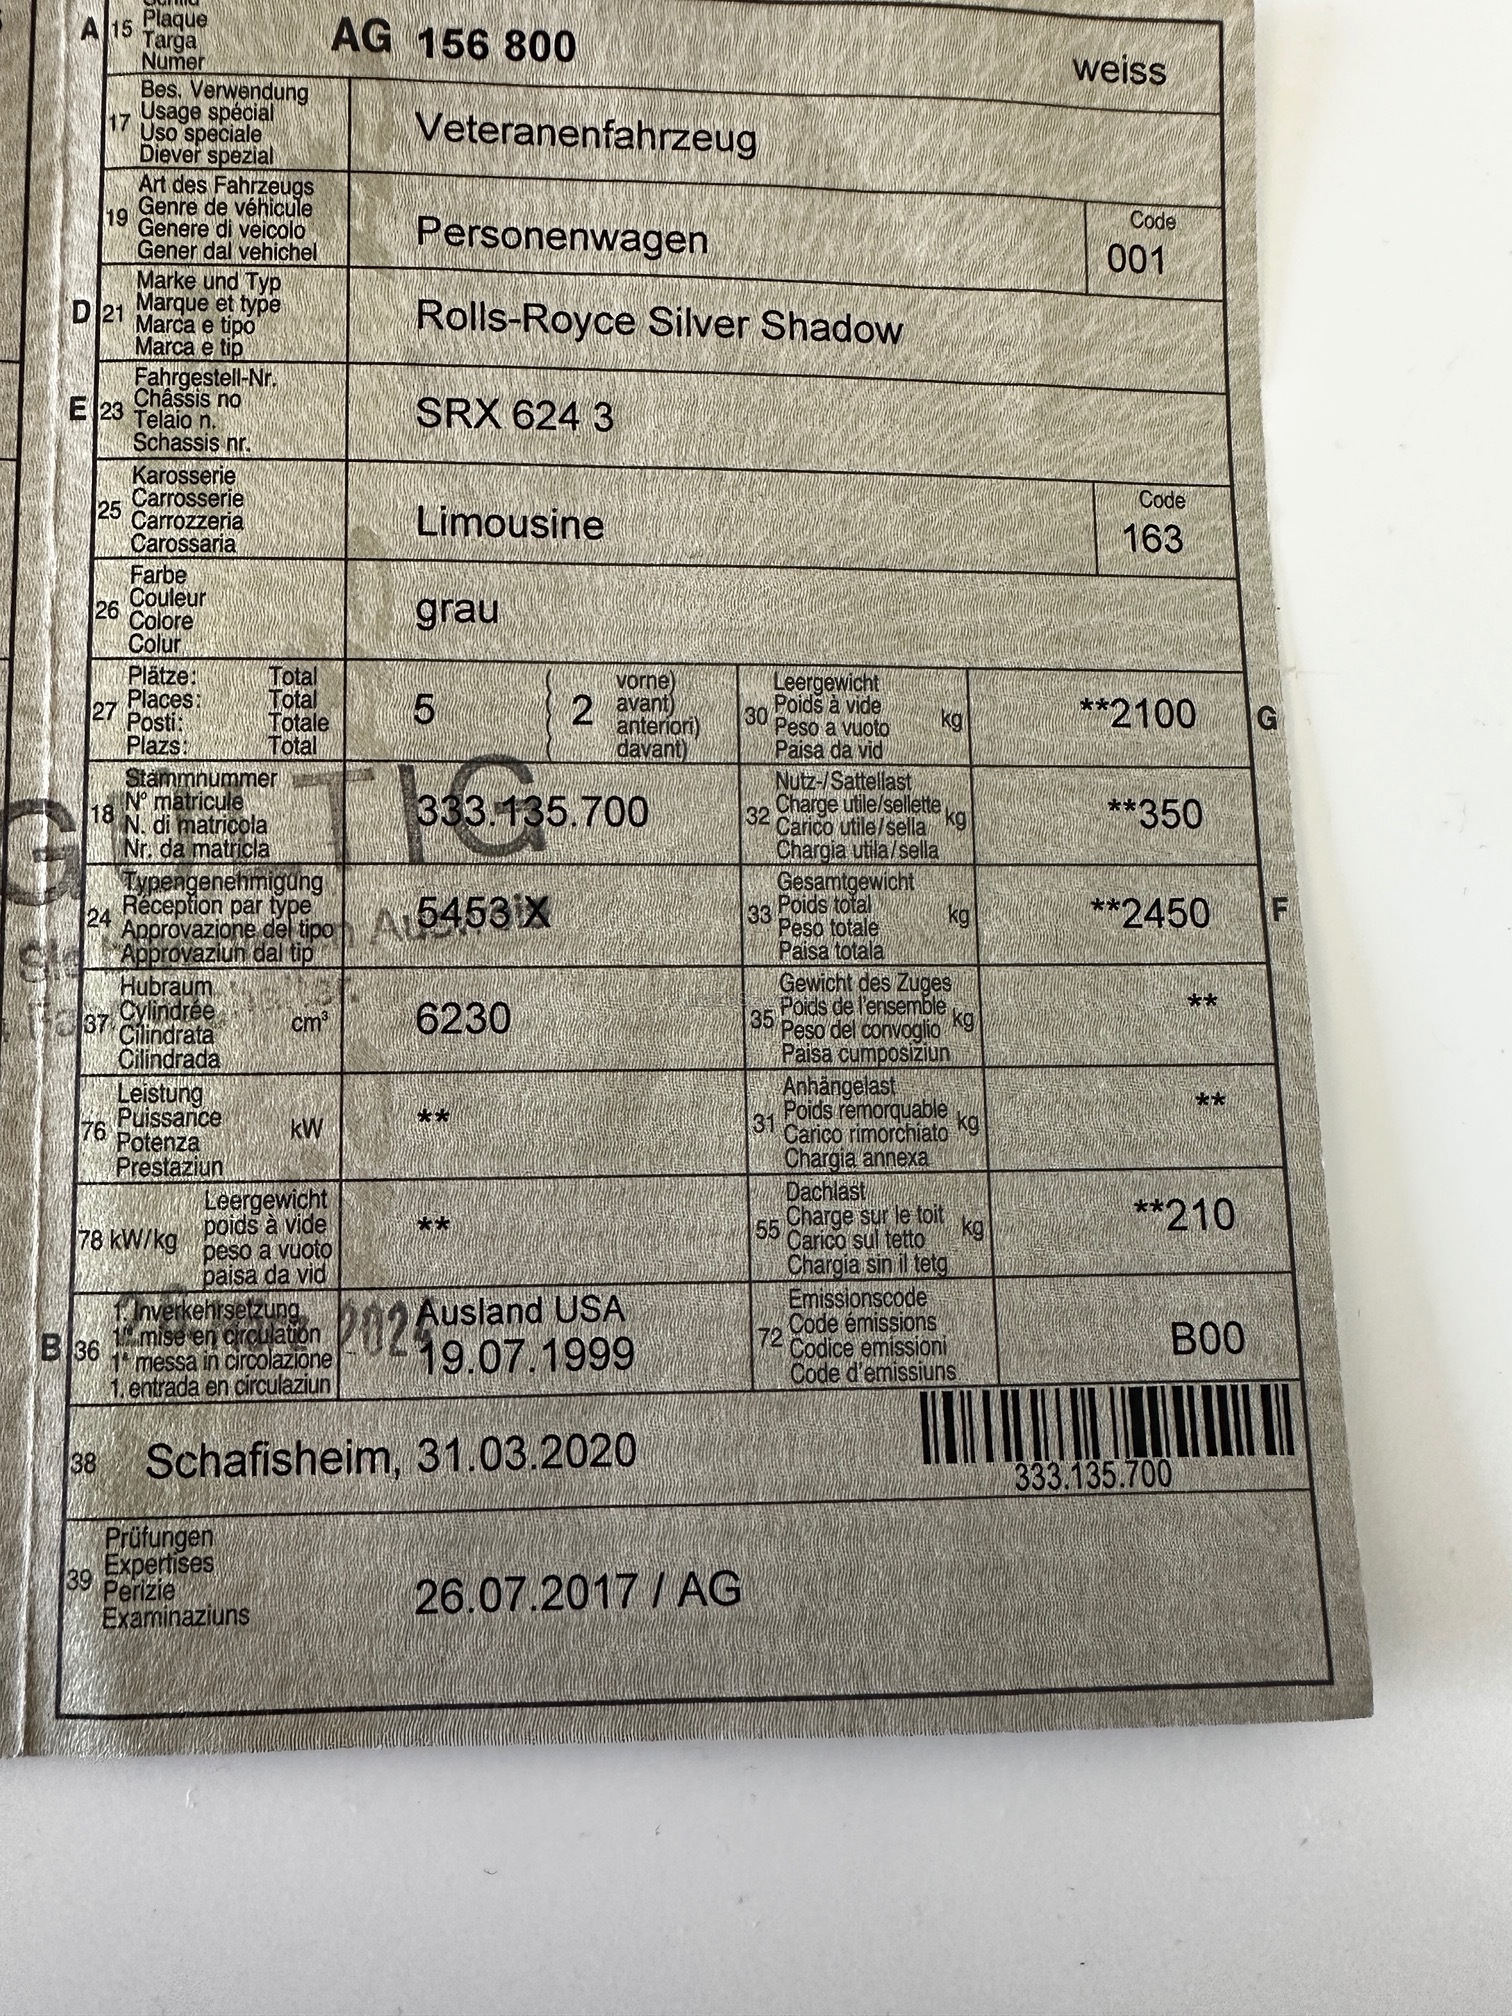 A 15 Plaque AG 156 800 weiss
Targa
Numer
17 Bes. Verwendung Veteranenfahrzeug
Usage spécial
Uso speciale
Diever spezial
19 Art des Fahrzeugs Personenwagen Code
Genre de véhicule 001
Genere di veicolo
Gener dal vehichel
D 21 Marke und Typ Rolls-Royce Silver Shadow
Marque et type
Marca e tipo
Marca e tip
E 23 Fahrgestell-Nr. SRX 624 3
Châssis no
Telaio n.
Schassis nr.
25 Karosserie Limousine Code
Carrosserie 163
Carrozzeria
Carossaria
26 Farbe grau
Couleur
Colore
Colur
27 Plätze: Total 5 2 vorne)
Places: Total avant)
Posti: Totale anteriori)
Plazs: Total davant)
30 Leergewicht kg **2100 G
Poids à vide
Peso a vuoto
Paisa da vid
18 Stammnummer 333.135.700
N° matricule
N. di matricola
Nr. da matricla
32 Nutz-/Sattellast kg **350
Charge utile/sellette
Carico utile/sella
Chargia utila/sella
24 Typengenehmigung 5453 X
Réception par type
Approvazione del tipo
Approvaziun dal tip
33 Gesamtgewicht kg **2450 F
Poids total
Peso totale
Paisa totala
37 Hubraum cm³ 6230
Cylindrée
Cilindrata
Cilindrada
35 Gewicht des Zuges kg **
Poids de l'ensemble
Peso del convoglio
Paisa cumposiziun
76 Leistung kW **
Puissance
Potenza
Prestaziun
31 Anhängelast kg **
Poids remorquable
Carico rimorchiato
Chargia annexa
78 kW/kg Leergewicht **
poids à vide
peso a vuoto
paisa da vid
55 Dachlast kg **210
Charge sur le toit
Carico sul tetto
Chargia sin il tetg
B 36 1. Inverkehrsetzung Ausland USA
1re mise en circulation 19.07.1999
1a messa in circolazione
1. entrada en circulaziun
72 Emissionscode B00
Code émissions
Codice emissioni
Code d'emissiuns
38 Schafisheim, 31.03.2020
333.135.700
39 Prüfungen 26.07.2017 / AG
Expertises
Perizie
Examinaziuns